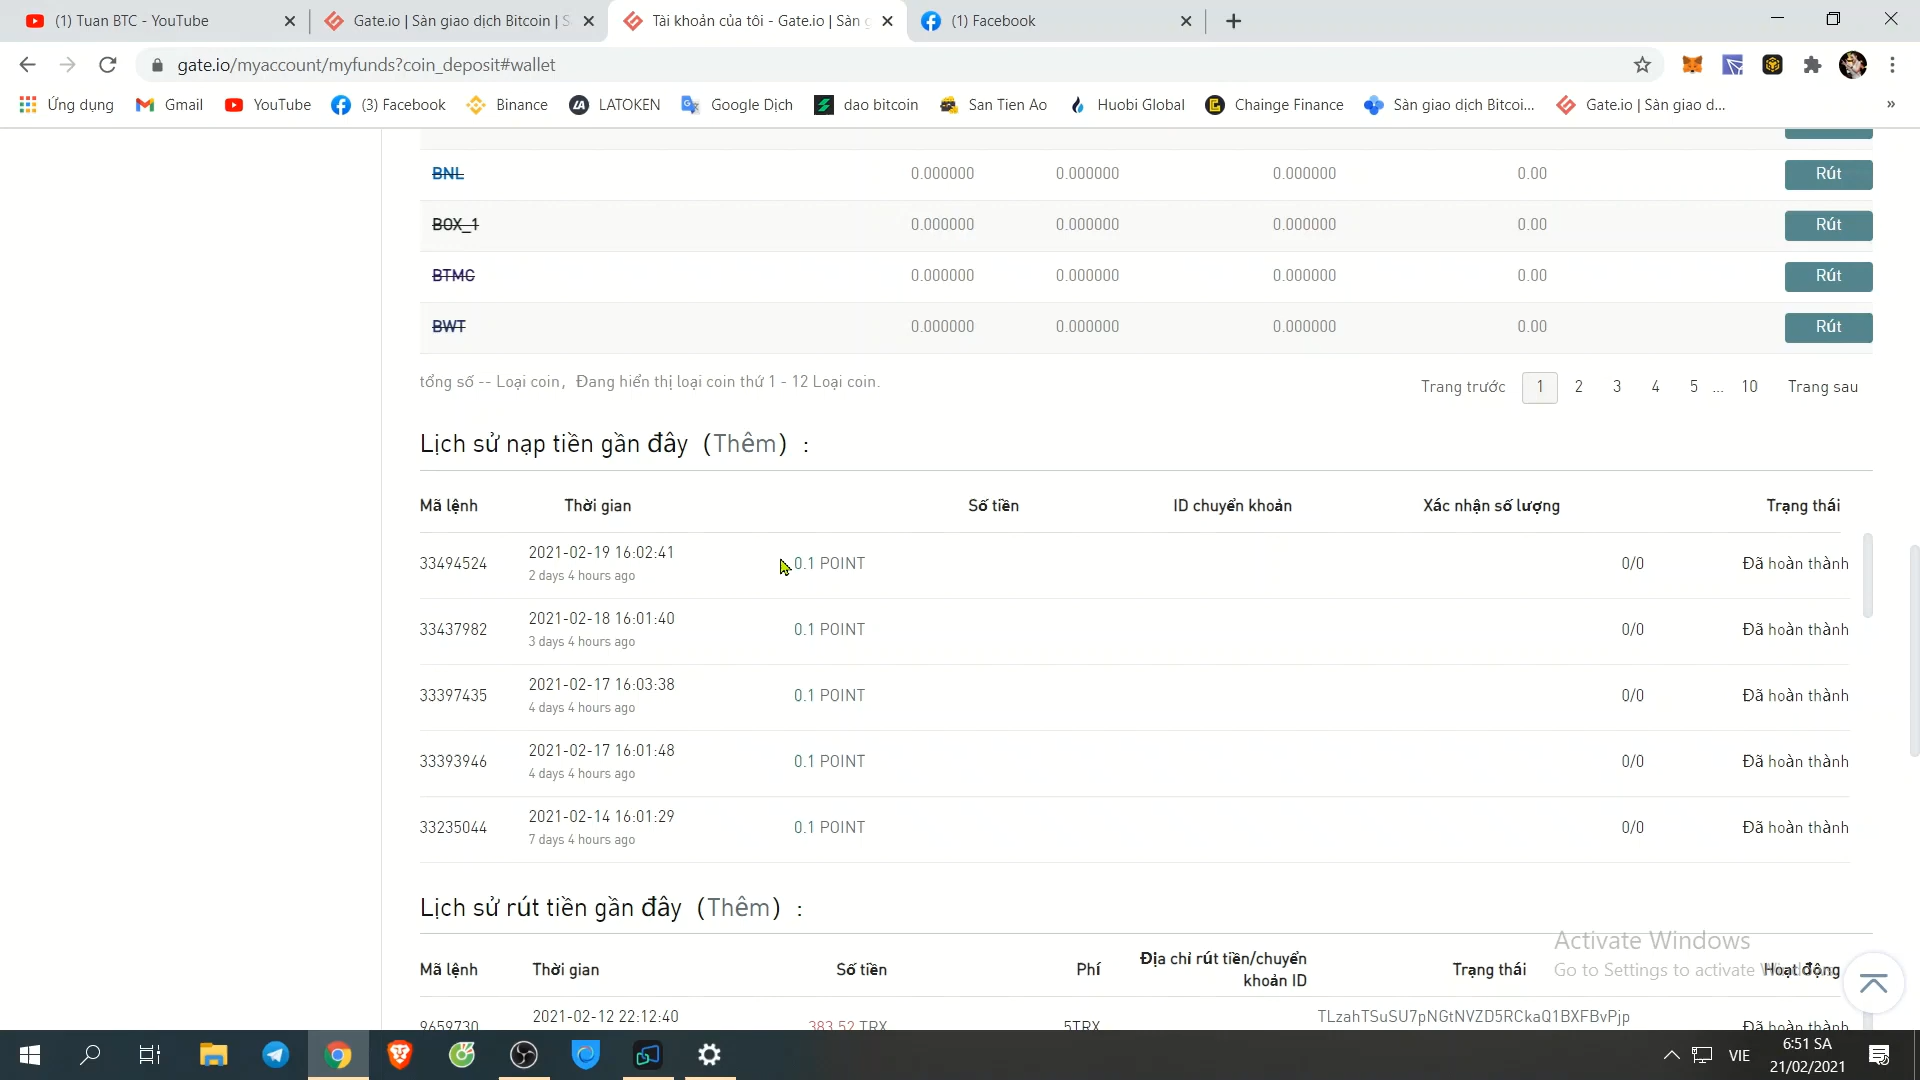 (1) Tuan BTC - YouTube
Gate.io | Sàn giao dịch Bitcoin | S
Tài khoản của tôi - Gate.io | Sàn g
(1) Facebook
gate.io/myaccount/myfunds?coin_deposit#wallet
Ứng dụng
Gmail
YouTube
(3) Facebook
Binance
LATOKEN
Google Dịch
dao bitcoin
San Tien Ao
Huobi Global
Chainge Finance
Sàn giao dịch Bitcoi...
Gate.io | Sàn giao d...
»
BNL 0.000000 0.000000 0.000000 0.00 Rút
BOX_1 0.000000 0.000000 0.000000 0.00 Rút
BTMC 0.000000 0.000000 0.000000 0.00 Rút
BWT 0.000000 0.000000 0.000000 0.00 Rút
tổng số -- Loại coin, Đang hiển thị loại coin thứ 1 - 12 Loại coin.
Trang trước 1 2 3 4 5 ... 10 Trang sau
Lịch sử nạp tiền gần đây (Thêm) :
Mã lệnh Thời gian Số tiền ID chuyển khoản Xác nhận số lượng Trạng thái
33494524 2021-02-19 16:02:41 0.1 POINT 0/0 Đã hoàn thành
2 days 4 hours ago
33437982 2021-02-18 16:01:40 0.1 POINT 0/0 Đã hoàn thành
3 days 4 hours ago
33397435 2021-02-17 16:03:38 0.1 POINT 0/0 Đã hoàn thành
4 days 4 hours ago
33393946 2021-02-17 16:01:48 0.1 POINT 0/0 Đã hoàn thành
4 days 4 hours ago
33235044 2021-02-14 16:01:29 0.1 POINT 0/0 Đã hoàn thành
7 days 4 hours ago
Lịch sử rút tiền gần đây (Thêm) :
Mã lệnh Thời gian Số tiền Phí Địa chỉ rút tiền/chuyển khoản ID Trạng thái Hoạt động
Activate Windows
Go to Settings to activate
9659730 2021-02-12 22:12:40 383.52 TRX 5TRX TLzahTSuSU7pNGtNVZD5RCkaQ1BXFBvPjp Đã hoàn thành
VIE
6:51 SA
21/02/2021